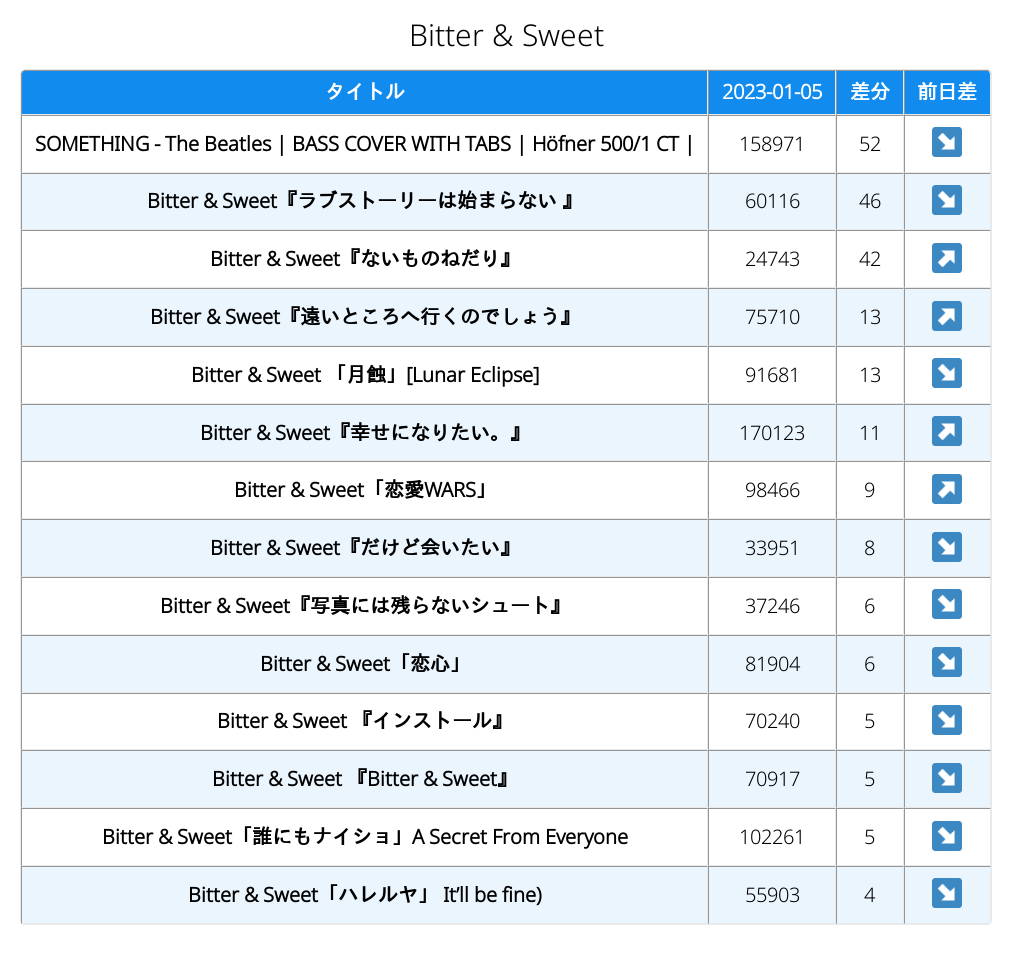 Bitter & Sweet
タイトル 2023-01-05 差分 前日差
SOMETHING - The Beatles | BASS COVER WITH TABS | Höfner 500/1 CT | 158971 52 ↘
Bitter & Sweet『ラブストーリーは始まらない 』 60116 46 ↘
Bitter & Sweet『ないものねだり』 24743 42 ↗
Bitter & Sweet『遠いところへ行くのでしょう』 75710 13 ↗
Bitter & Sweet 「月蝕」[Lunar Eclipse] 91681 13 ↘
Bitter & Sweet『幸せになりたい。』 170123 11 ↗
Bitter & Sweet「恋愛WARS」 98466 9 ↗
Bitter & Sweet『だけど会いたい』 33951 8 ↘
Bitter & Sweet『写真には残らないシュート』 37246 6 ↘
Bitter & Sweet「恋心」 81904 6 ↘
Bitter & Sweet 『インストール』 70240 5 ↘
Bitter & Sweet 『Bitter & Sweet』 70917 5 ↘
Bitter & Sweet「誰にもナイショ」A Secret From Everyone 102261 5 ↘
Bitter & Sweet「ハレルヤ」 It’ll be fine) 55903 4 ↘